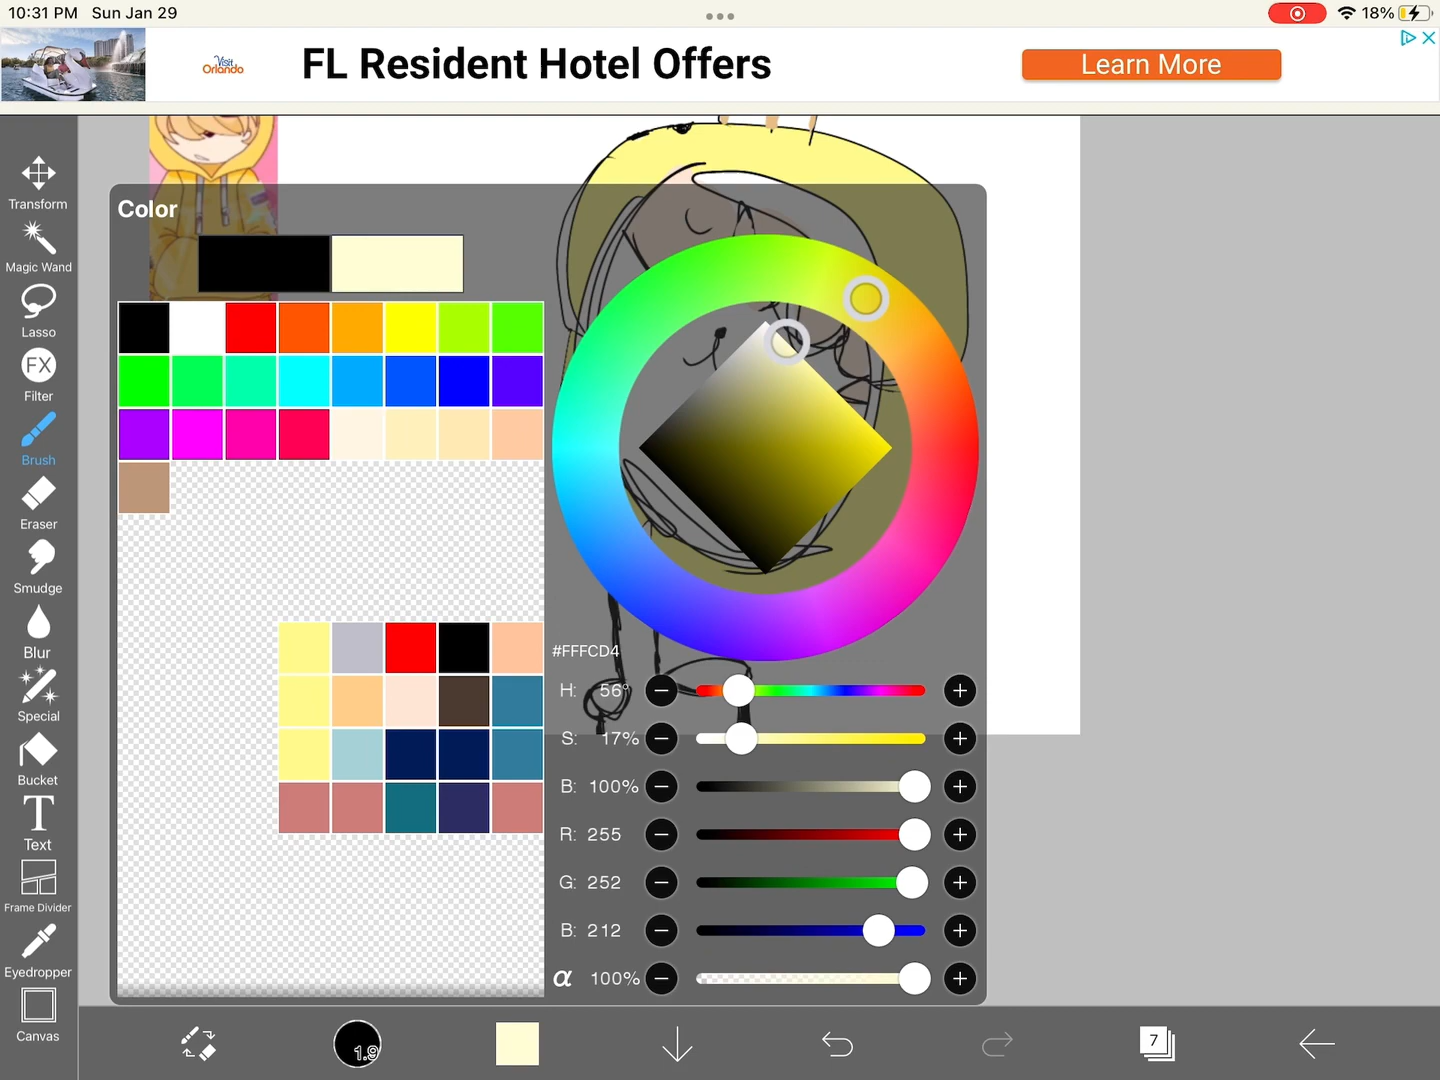 10:31 PM Sun Jan 29
18%
Visit Orlando
FL Resident Hotel Offers
Learn More
Transform
Magic Wand
Lasso
FX
Filter
Brush
Eraser
Smudge
Blur
Special
Bucket
T
Text
Frame Divider
Eyedropper
Canvas
Color
#FFFCD4
H: 56°
S: 17%
B: 100%
R: 255
G: 252
B: 212
α 100%
1.9
7